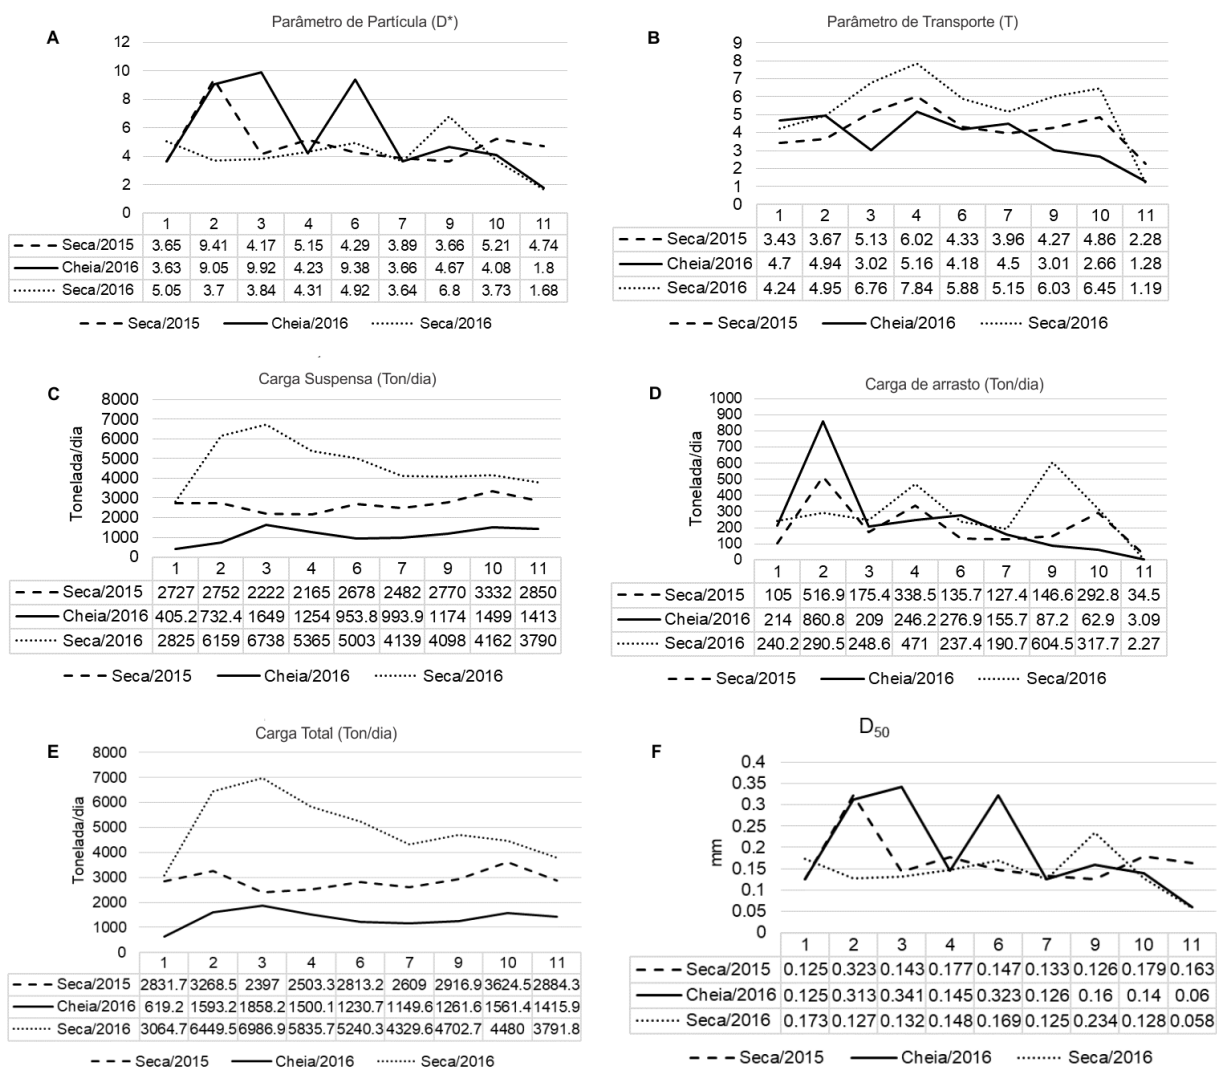 A
Parâmetro de Partícula (D*)
12
10
8
6
4
2
0
1 2 3 4 6 7 9 10 11
Seca/2015 3.65 9.41 4.17 5.15 4.29 3.89 3.66 5.21 4.74
Cheia/2016 3.63 9.05 9.92 4.23 9.38 3.66 4.67 4.08 1.8
Seca/2016 5.05 3.7 3.84 4.31 4.92 3.64 6.8 3.73 1.68
Seca/2015 Cheia/2016 Seca/2016
B
Parâmetro de Transporte (T)
9
8
7
6
5
4
3
2
1
0
1 2 3 4 6 7 9 10 11
Seca/2015 3.43 3.67 5.13 6.02 4.33 3.96 4.27 4.86 2.28
Cheia/2016 4.7 4.94 3.02 5.16 4.18 4.5 3.01 2.66 1.28
Seca/2016 4.24 4.95 6.76 7.84 5.88 5.15 6.03 6.45 1.19
Seca/2015 Cheia/2016 Seca/2016
C
Carga Suspensa (Ton/dia)
Tonelada/dia
8000
7000
6000
5000
4000
3000
2000
1000
0
1 2 3 4 6 7 9 10 11
Seca/2015 2727 2752 2222 2165 2678 2482 2770 3332 2850
Cheia/2016 405.2 732.4 1649 1254 953.8 993.9 1174 1499 1413
Seca/2016 2825 6159 6738 5365 5003 4139 4098 4162 3790
Seca/2015 Cheia/2016 Seca/2016
D
Carga de arrasto (Ton/dia)
Tonelada/dia
1000
900
800
700
600
500
400
300
200
100
0
1 2 3 4 6 7 9 10 11
Seca/2015 105 516.9 175.4 338.5 135.7 127.4 146.6 292.8 34.5
Cheia/2016 214 860.8 209 246.2 276.9 155.7 87.2 62.9 3.09
Seca/2016 240.2 290.5 248.6 471 237.4 190.7 604.5 317.7 2.27
Seca/2015 Cheia/2016 Seca/2016
E
Carga Total (Ton/dia)
Tonelada/dia
8000
7000
6000
5000
4000
3000
2000
1000
0
1 2 3 4 6 7 9 10 11
Seca/2015 2831.7 3268.5 2397 2503.3 2813.2 2609 2916.9 3624.5 2884.3
Cheia/2016 619.2 1593.2 1858.2 1500.1 1230.7 1149.6 1261.6 1561.4 1415.9
Seca/2016 3064.7 6449.5 6986.9 5835.7 5240.3 4329.6 4702.7 4480 3791.8
Seca/2015 Cheia/2016 Seca/2016
F
D50
mm
0.4
0.35
0.3
0.25
0.2
0.15
0.1
0.05
0
1 2 3 4 6 7 9 10 11
Seca/2015 0.125 0.323 0.143 0.177 0.147 0.133 0.126 0.179 0.163
Cheia/2016 0.125 0.313 0.341 0.145 0.323 0.126 0.16 0.14 0.06
Seca/2016 0.173 0.127 0.132 0.148 0.169 0.125 0.234 0.128 0.058
Seca/2015 Cheia/2016 Seca/2016